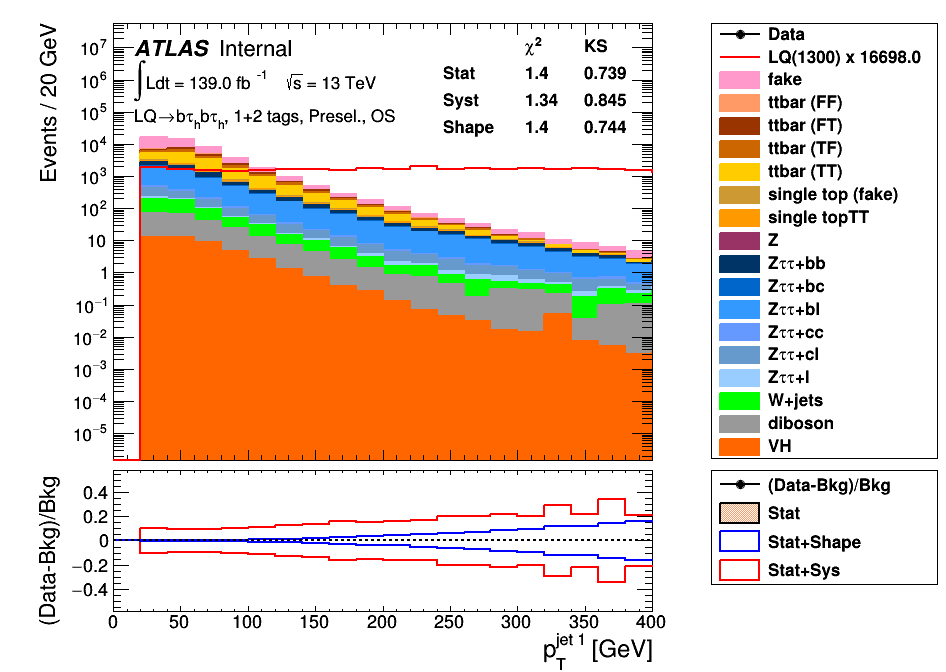 Events / 20 GeV
10⁷
10⁶
10⁵
10⁴
10³
10²
10
1
10⁻¹
10⁻²
10⁻³
10⁻⁴
10⁻⁵
ATLAS Internal
∫Ldt = 139.0 fb⁻¹ √s = 13 TeV
LQ→bτₕbτₕ, 1+2 tags, Presel., OS
χ² KS
Stat 1.4 0.739
Syst 1.34 0.845
Shape 1.4 0.744
Data
LQ(1300) x 16698.0
fake
ttbar (FF)
ttbar (FT)
ttbar (TF)
ttbar (TT)
single top (fake)
single topTT
Z
Zττ+bb
Zττ+bc
Zττ+bl
Zττ+cc
Zττ+cl
Zττ+l
W+jets
diboson
VH
(Data-Bkg)/Bkg
0.4
0.2
0
−0.2
−0.4
0 50 100 150 200 250 300 350 400
p_T^jet 1 [GeV]
(Data-Bkg)/Bkg
Stat
Stat+Shape
Stat+Sys